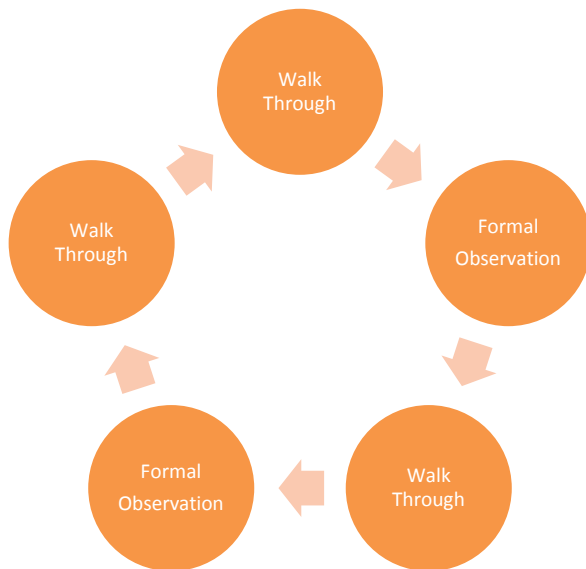 Walk
Through
Formal
Observation
Walk
Through
Formal
Observation
Walk
Through